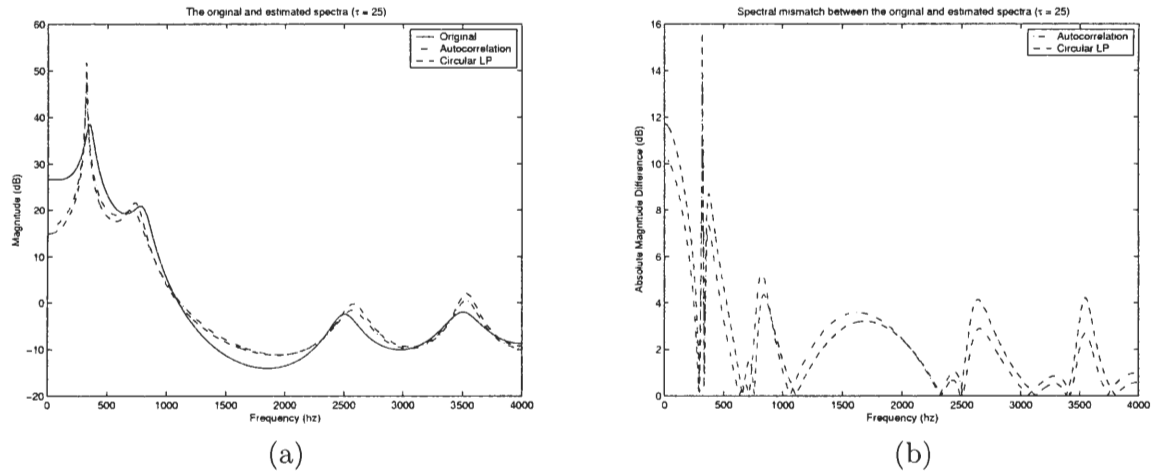 The original and estimated spectra (τ = 25)
60
50
40
30
20
10
0
−10
−20
Magnitude (dB)
Original
Autocorrelation
Circular LP
0 500 1000 1500 2000 2500 3000 3500 4000
Frequency (hz)
(a)
Spectral mismatch between the original and estimated spectra (τ = 25)
16
14
12
10
8
6
4
2
0
Absolute Magnitude Difference (dB)
Autocorrelation
Circular LP
0 500 1000 1500 2000 2500 3000 3500 4000
Frequency (hz)
(b)